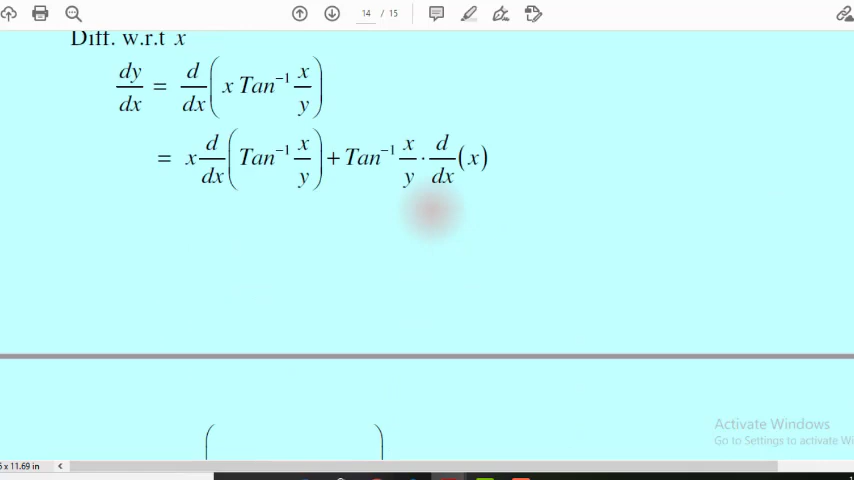 14 / 15
Diff. w.r.t x
dy/dx = d/dx (x Tan⁻¹ x/y)
= x d/dx (Tan⁻¹ x/y) + Tan⁻¹ x/y · d/dx (x)
Activate Windows
Go to Settings to activate Wi
x 11.69 in